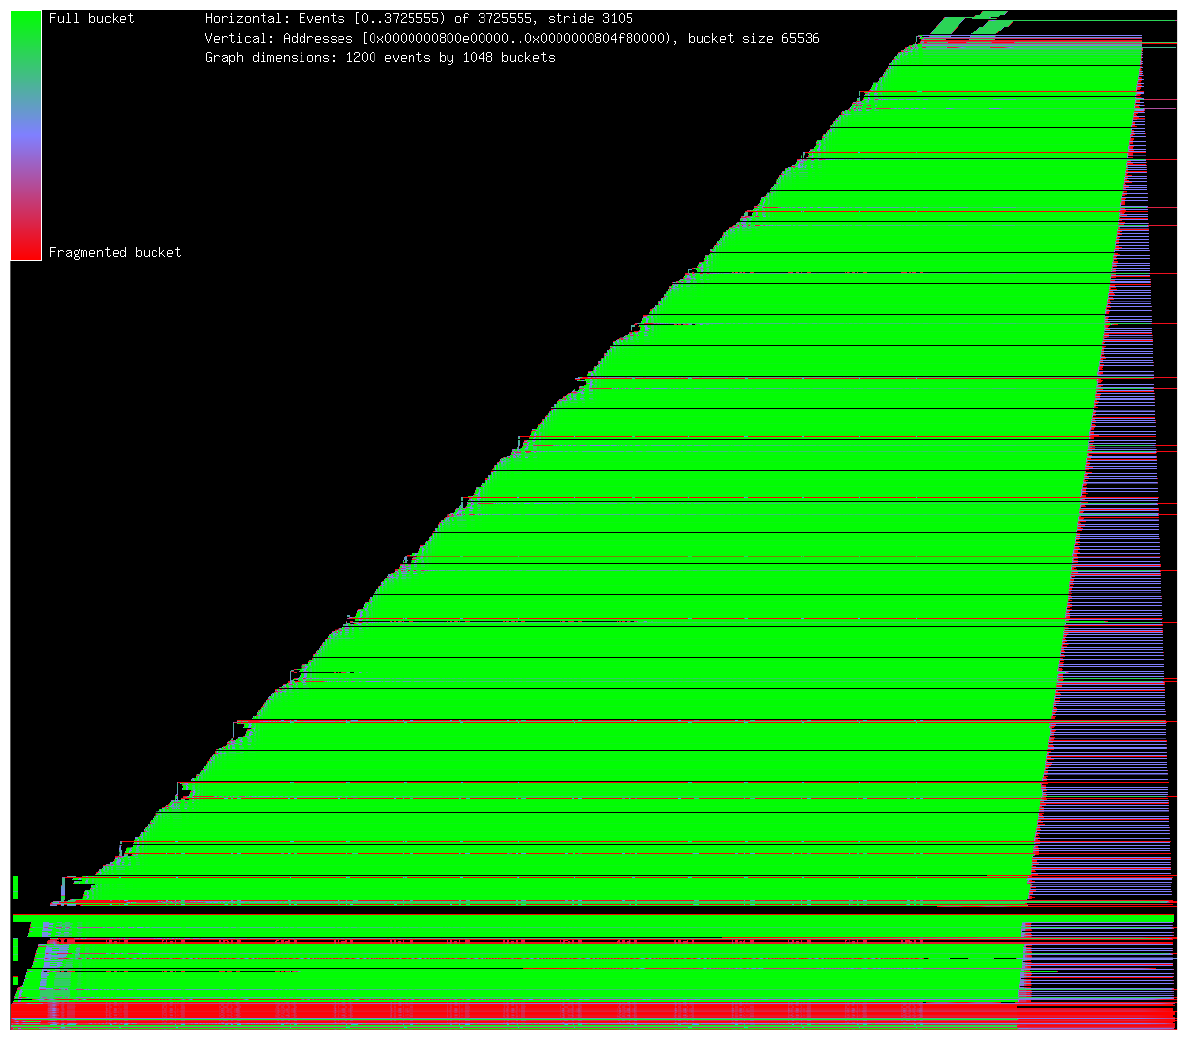 Full bucket
Horizontal: Events [0..3725555) of 3725555, stride 3105
Vertical: Addresses [0x0000000800e00000..0x0000000804f80000), bucket size 65536
Graph dimensions: 1200 events by 1048 buckets
Fragmented bucket